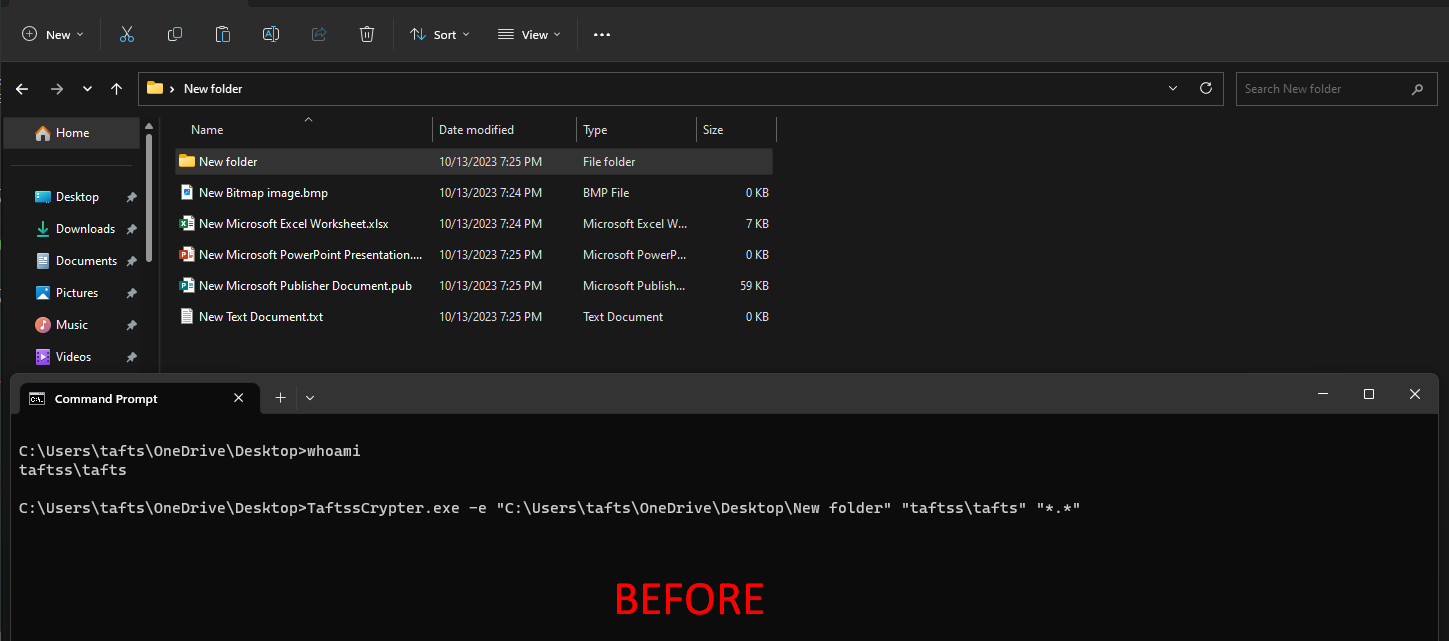 New Sort View •••
New folder
Search New folder
Home
Desktop
Downloads
Documents
Pictures
Music
Videos
Name Date modified Type Size
New folder 10/13/2023 7:25 PM File folder
New Bitmap image.bmp 10/13/2023 7:24 PM BMP File 0 KB
New Microsoft Excel Worksheet.xlsx 10/13/2023 7:24 PM Microsoft Excel W... 7 KB
New Microsoft PowerPoint Presentation.... 10/13/2023 7:25 PM Microsoft PowerP... 0 KB
New Microsoft Publisher Document.pub 10/13/2023 7:25 PM Microsoft Publish... 59 KB
New Text Document.txt 10/13/2023 7:25 PM Text Document 0 KB
Command Prompt
C:\Users\tafts\OneDrive\Desktop>whoami
taftss\tafts
C:\Users\tafts\OneDrive\Desktop>TaftssCrypter.exe -e "C:\Users\tafts\OneDrive\Desktop\New folder" "taftss\tafts" "*.*"
BEFORE